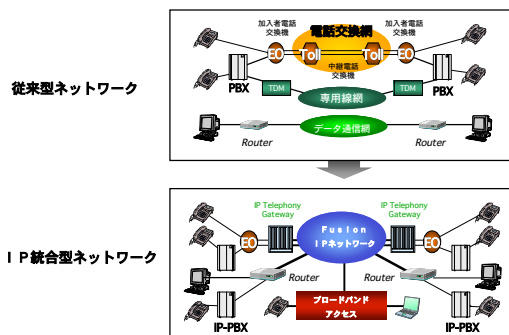 加入者電話
交換機
電話交換網
加入者電話
交換機
EO
Toll
Toll
EO
中継電話
交換機
PBX
TDM
専用線網
TDM
PBX
従来型ネットワーク
データ通信網
Router
Router
IP Telephony
Gateway
IP Telephony
Gateway
Fusion
IPネットワーク
EO
EO
ＩＰ統合型ネットワーク
Router
Router
IP-PBX
ブロードバンド
アクセス
IP-PBX